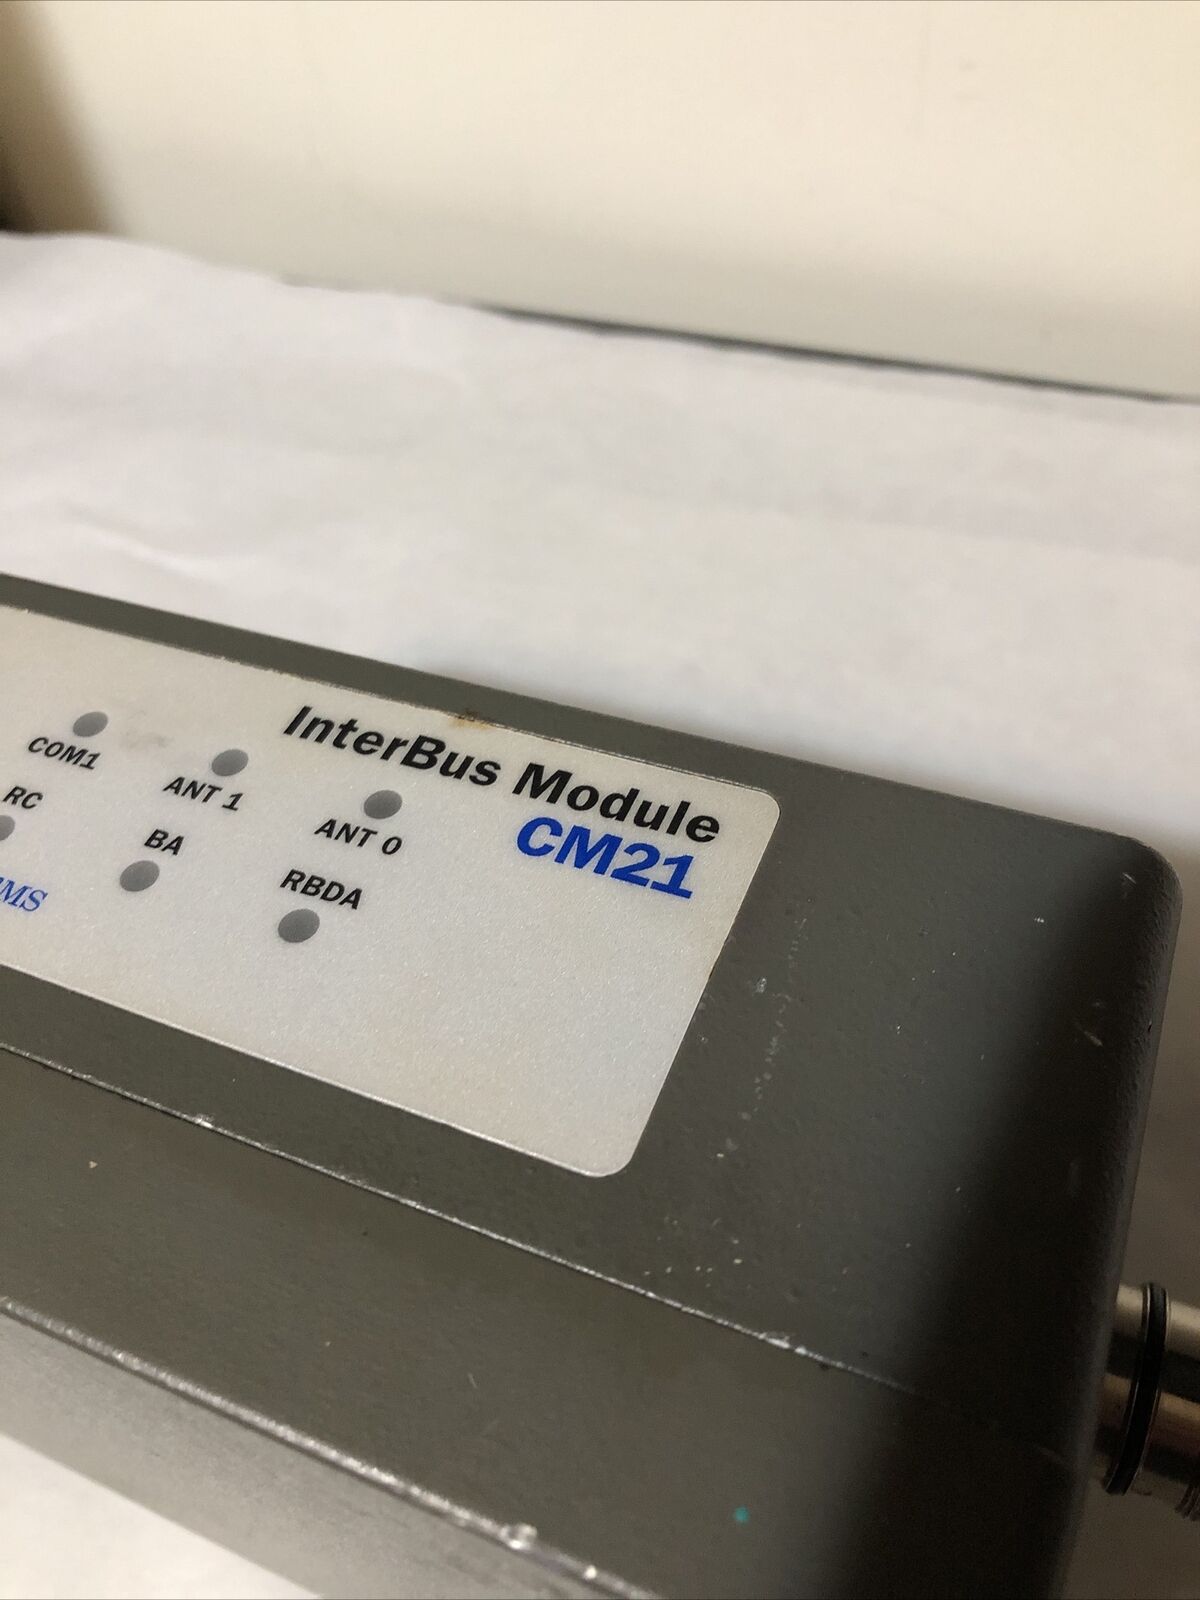 InterBus Module
CM21
COM1
ANT 1
ANT 0
RC
BA
RBDA